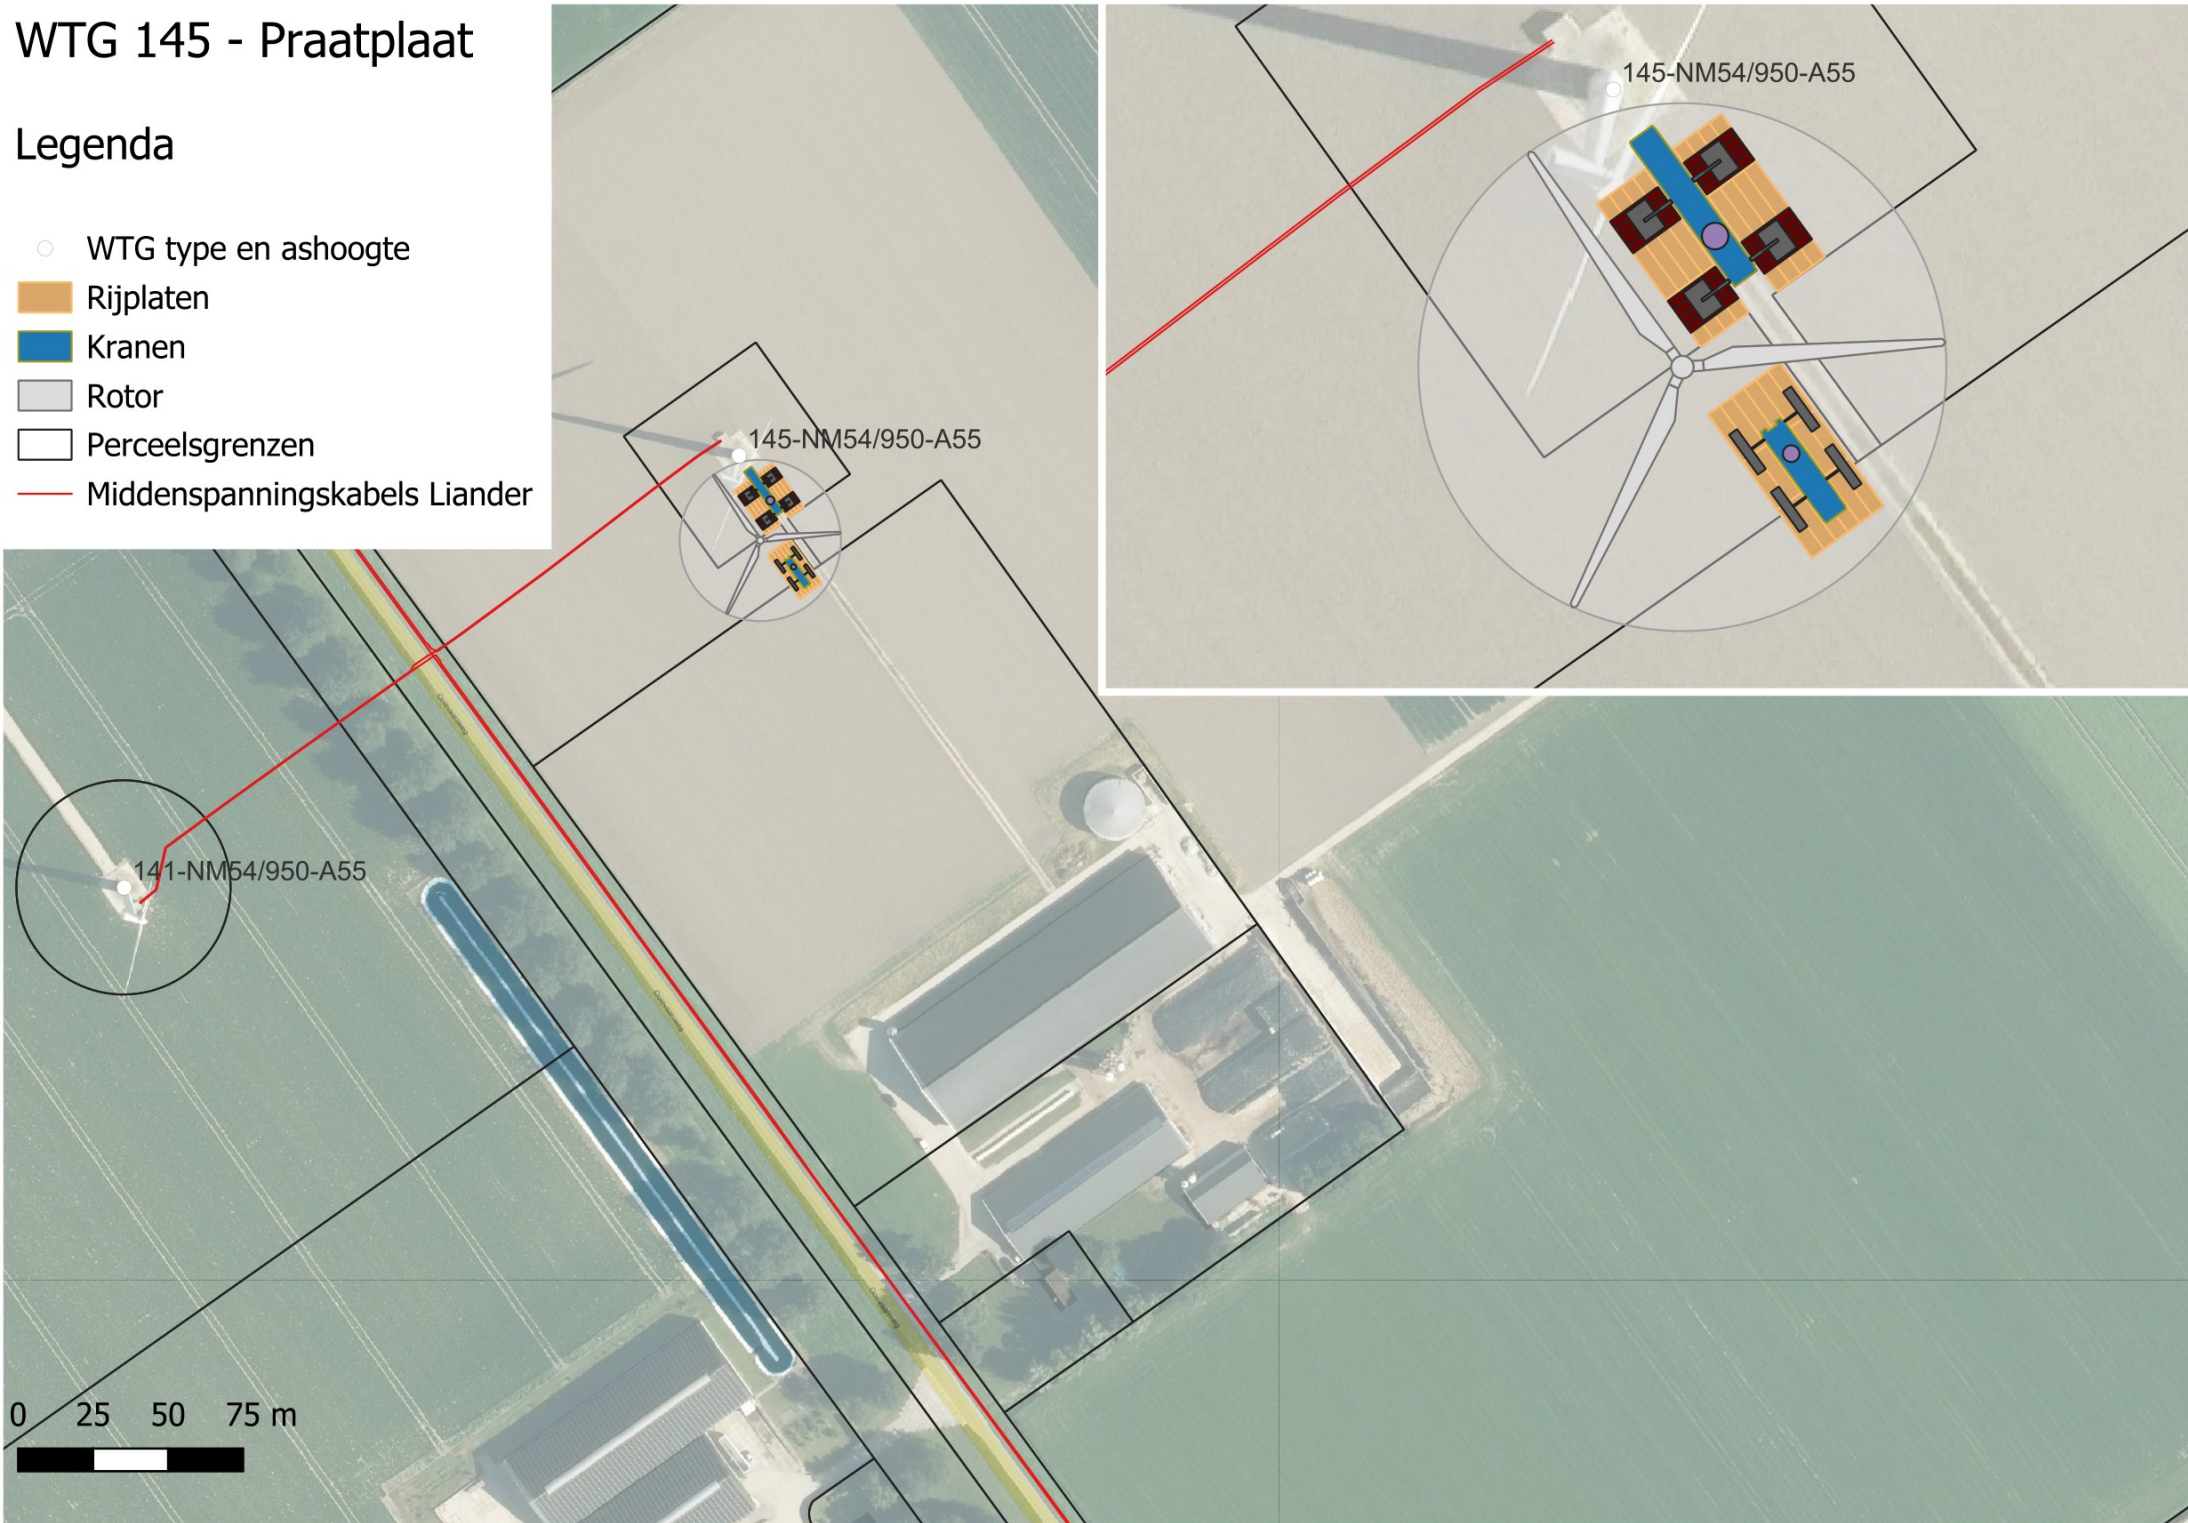 WTG 145 - Praatplaat
Legenda
WTG type en ashoogte
Rijplaten
Kranen
Rotor
Perceelsgrenzen
Middenspanningskabels Liander
145-NM54/950-A55
145-NM54/950-A55
141-NM54/950-A55
0 25 50 75 m